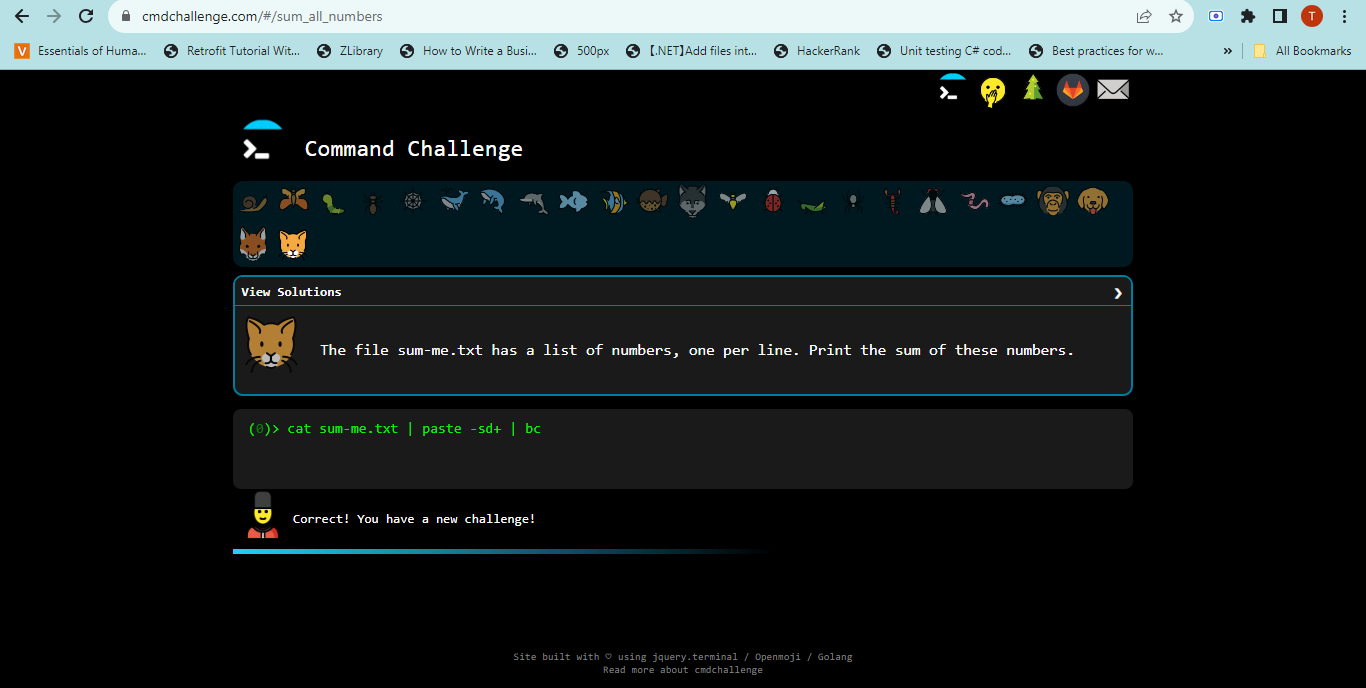 cmdchallenge.com/#/sum_all_numbers
T
V Essentials of Huma... Retrofit Tutorial Wit... ZLibrary How to Write a Busi... 500px 【.NET】Add files int... HackerRank Unit testing C# cod... Best practices for w... » All Bookmarks
Command Challenge
View Solutions
The file sum-me.txt has a list of numbers, one per line. Print the sum of these numbers.
(0)> cat sum-me.txt | paste -sd+ | bc
Correct! You have a new challenge!
Site built with ♡ using jquery.terminal / Openmoji / Golang
Read more about cmdchallenge